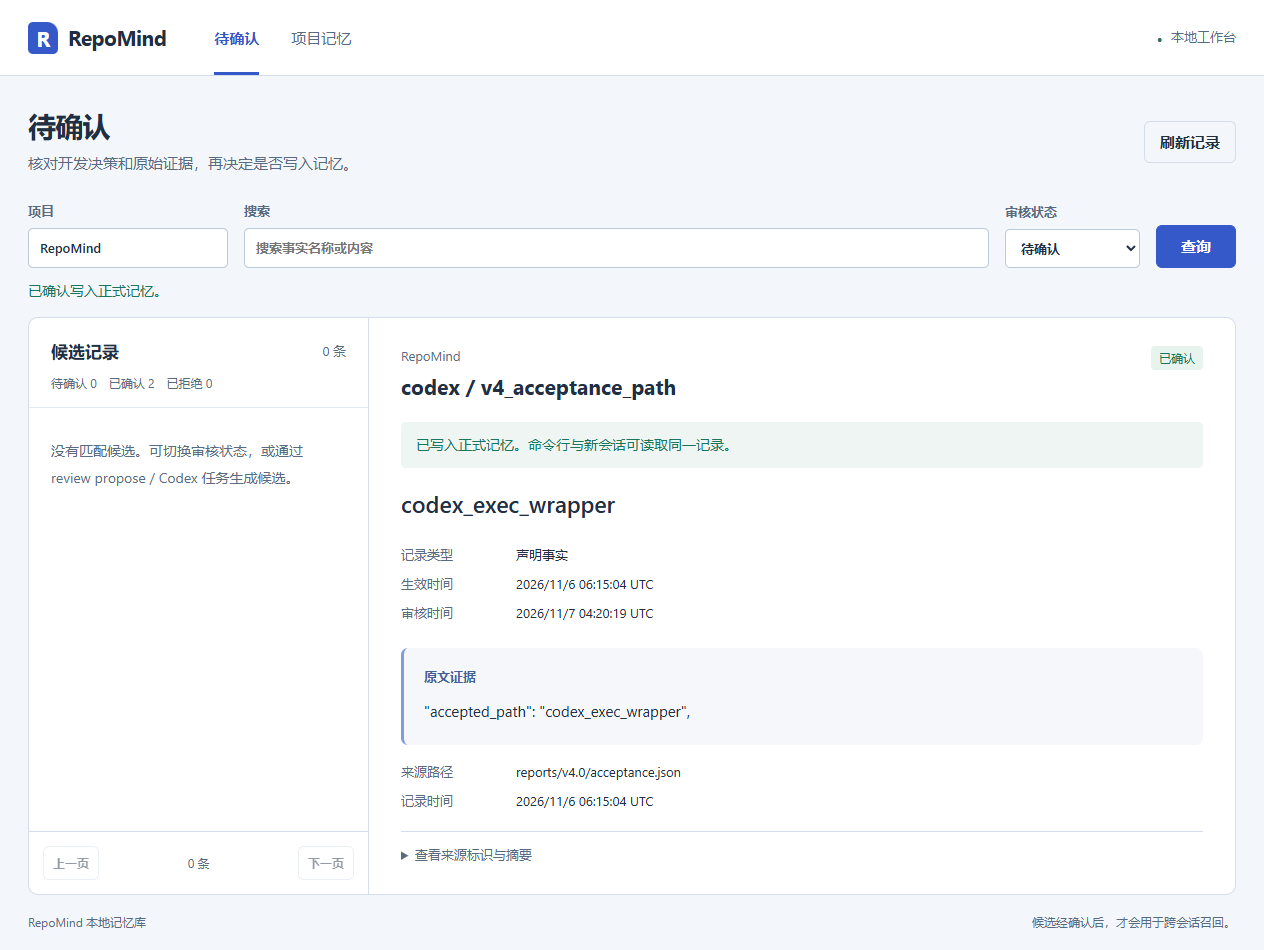 R RepoMind 待确认 项目记忆 本地工作台
待确认
核对开发决策和原始证据，再决定是否写入记忆。
刷新记录
项目 搜索 审核状态
RepoMind 搜索事实名称或内容 待确认 查询
已确认写入正式记忆。
候选记录 0 条
待确认 0 已确认 2 已拒绝 0
没有匹配候选。可切换审核状态，或通过
review propose / Codex 任务生成候选。
上一页 0 条 下一页
RepoMind 已确认
codex / v4_acceptance_path
已写入正式记忆。命令行与新会话可读取同一记录。
codex_exec_wrapper
记录类型 声明事实
生效时间 2026/11/6 06:15:04 UTC
审核时间 2026/11/7 04:20:19 UTC
原文证据
"accepted_path": "codex_exec_wrapper",
来源路径 reports/v4.0/acceptance.json
记录时间 2026/11/6 06:15:04 UTC
查看来源标识与摘要
RepoMind 本地记忆库 候选经确认后，才会用于跨会话召回。